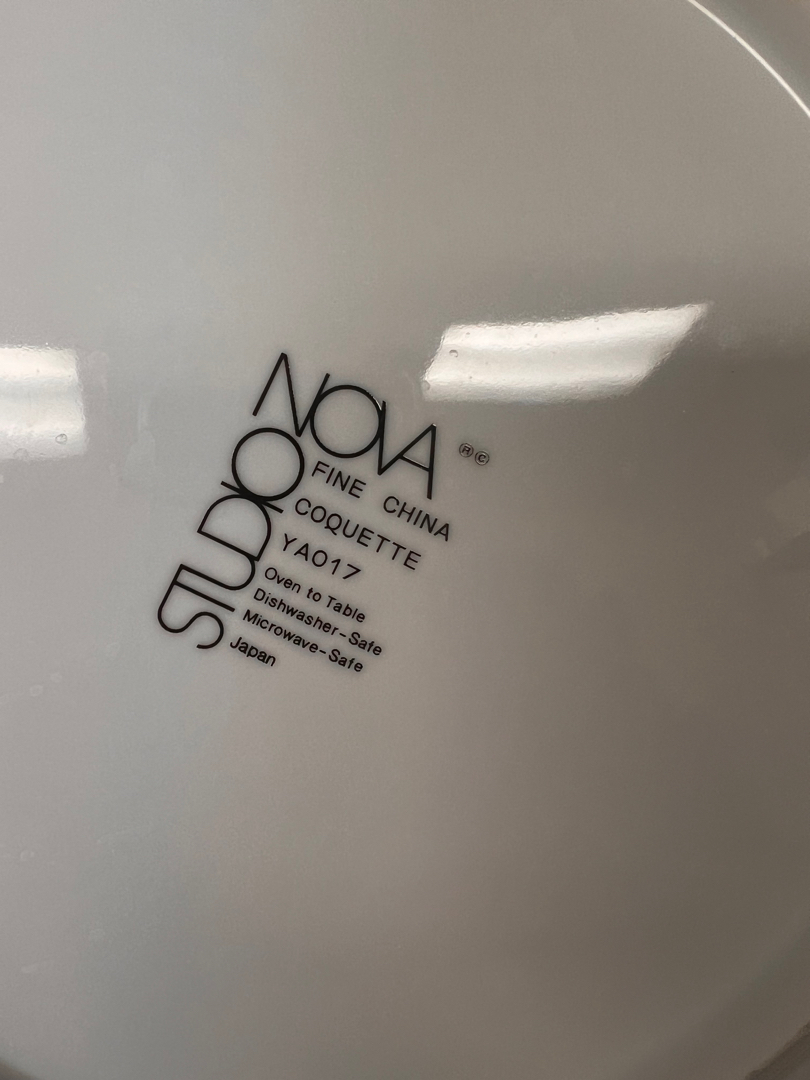 STUDIO
NOVA ®©
FINE CHINA
COQUETTE
YA017
Oven to Table
Dishwasher-Safe
Microwave-Safe
Japan